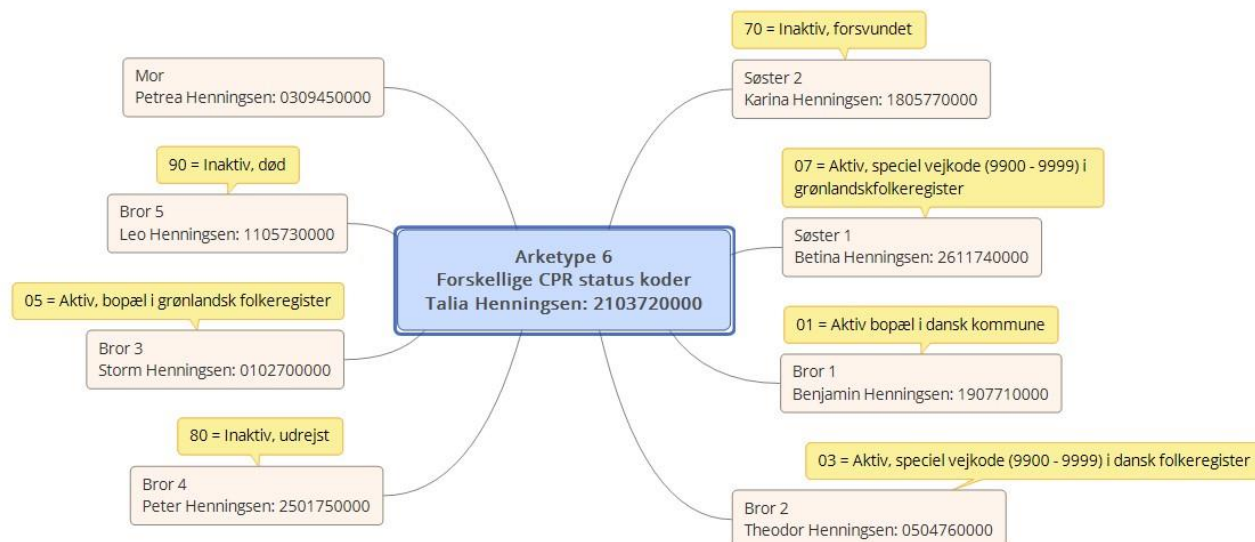 70 = Inaktiv, forsvundet
Mor
Petrea Henningsen: 0309450000
Søster 2
Karina Henningsen: 1805770000
90 = Inaktiv, død
07 = Aktiv, speciel vejkode (9900 - 9999) i
grønlandskfolkeregister
Bror 5
Leo Henningsen: 1105730000
Søster 1
Betina Henningsen: 2611740000
Arketype 6
Forskellige CPR status koder
Talia Henningsen: 2103720000
05 = Aktiv, bopæl i grønlandsk folkeregister
Bror 3
Storm Henningsen: 0102700000
01 = Aktiv bopæl i dansk kommune
Bror 1
Benjamin Henningsen: 1907710000
80 = Inaktiv, udrejst
Bror 4
Peter Henningsen: 2501750000
03 = Aktiv, speciel vejkode (9900 - 9999) i dansk folkeregister
Bror 2
Theodor Henningsen: 0504760000